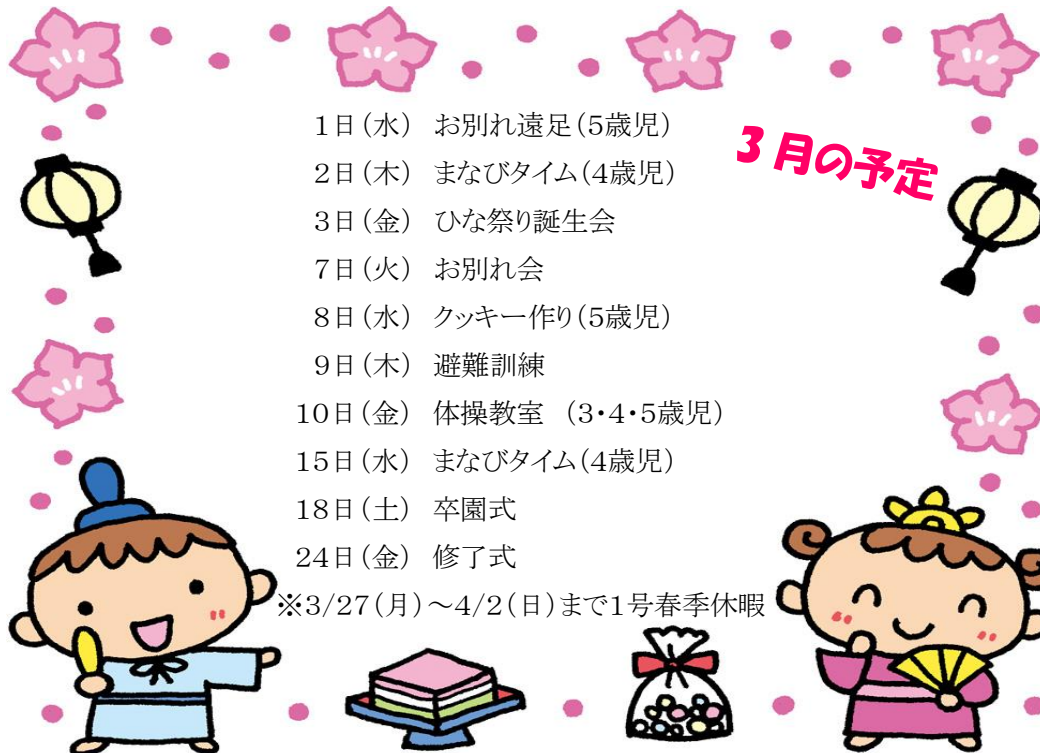 3月の予定
1日(水) お別れ遠足(5歳児)
2日(木) まなびタイム(4歳児)
3日(金) ひな祭り誕生会
7日(火) お別れ会
8日(水) クッキー作り(5歳児)
9日(木) 避難訓練
10日(金) 体操教室 (3・4・5歳児)
15日(水) まなびタイム(4歳児)
18日(土) 卒園式
24日(金) 修了式
※3/27(月)～4/2(日)まで1号春季休暇